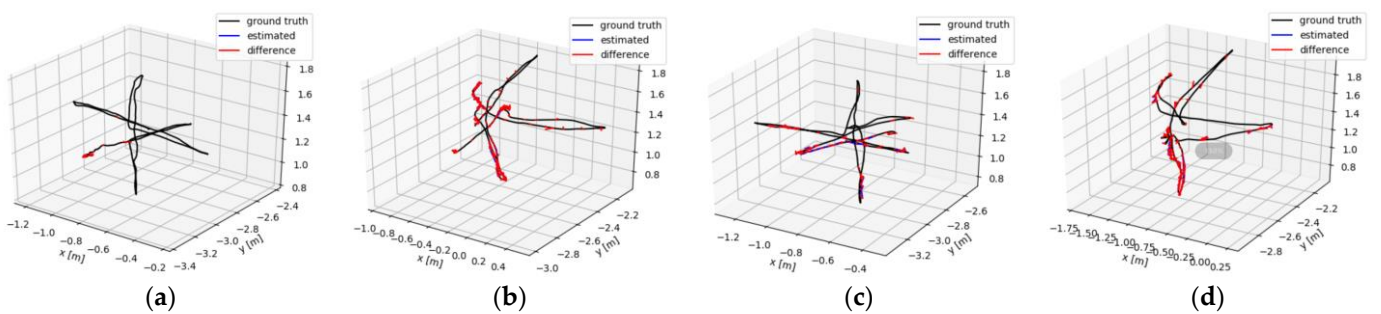 ground truth
estimated
difference
1.8
1.6
1.4
1.2
1.0
0.8
−1.2
−1.0
−0.8
−0.6
−0.4
−0.2
x [m]
−3.4
−3.2
−3.0
−2.8
−2.6
−2.4
y [m]
(a)
ground truth
estimated
difference
1.8
1.6
1.4
1.2
1.0
0.8
−1.0
−0.8
−0.6
−0.4
−0.2
0.0
0.2
0.4
x [m]
−3.0
−2.8
−2.6
−2.4
−2.2
y [m]
(b)
ground truth
estimated
difference
1.8
1.6
1.4
1.2
1.0
0.8
−1.2
−1.0
−0.8
−0.6
−0.4
x [m]
−3.2
−3.0
−2.8
−2.6
y [m]
(c)
ground truth
estimated
difference
1.8
1.6
1.4
1.2
1.0
0.8
−1.75
−1.50
−1.25
−1.00
−0.75
−0.50
−0.25
0.00
0.25
x [m]
−2.8
−2.6
−2.4
−2.2
y [m]
(d)